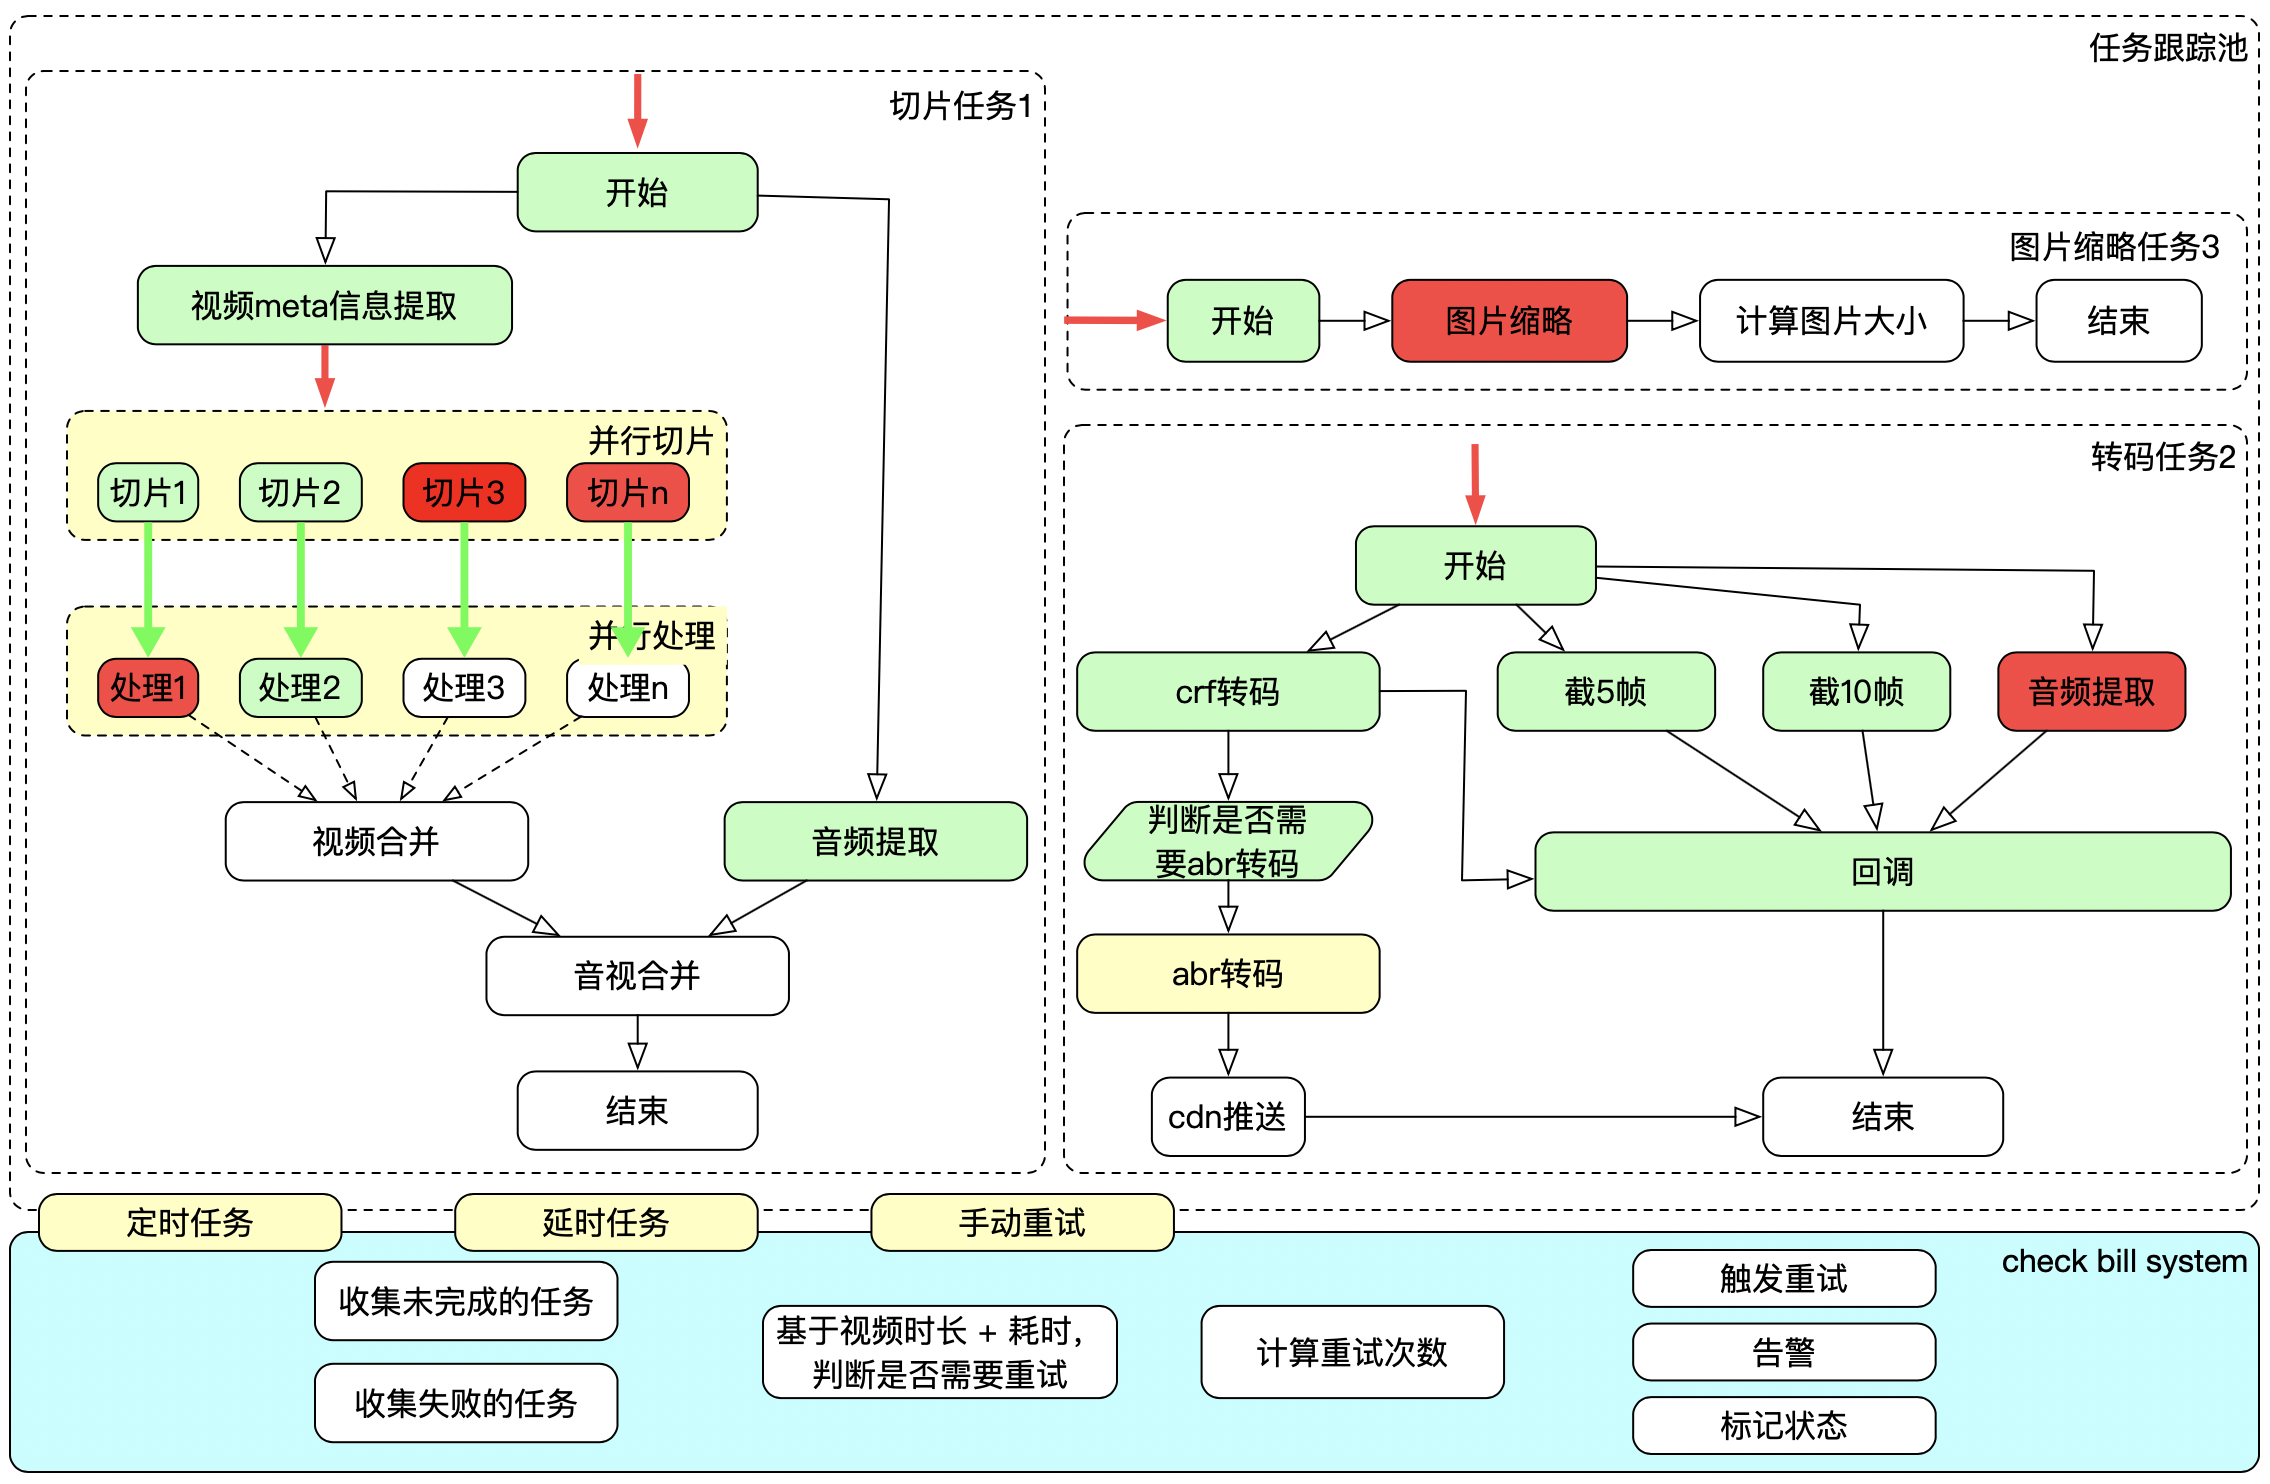 任务跟踪池
切片任务1
开始
视频meta信息提取
并行切片
切片1
切片2
切片3
切片n
并行处理
处理1
处理2
处理3
处理n
视频合并
音频提取
音视合并
结束
图片缩略任务3
开始
图片缩略
计算图片大小
结束
转码任务2
开始
crf转码
截5帧
截10帧
音频提取
判断是否需
要abr转码
回调
abr转码
cdn推送
结束
定时任务
延时任务
手动重试
check bill system
收集未完成的任务
收集失败的任务
基于视频时长 + 耗时，
判断是否需要重试
计算重试次数
触发重试
告警
标记状态